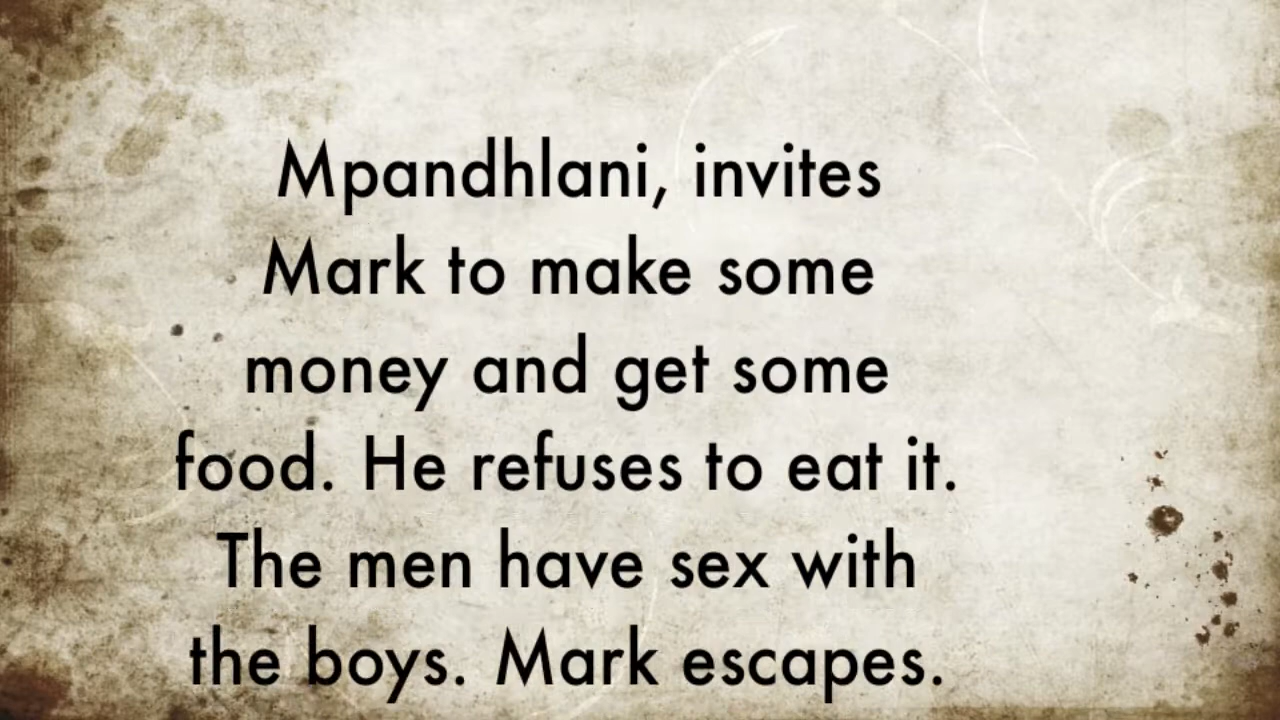 Mpandhlani, invites
Mark to make some
money and get some
food. He refuses to eat it.
The men have sex with
the boys. Mark escapes.